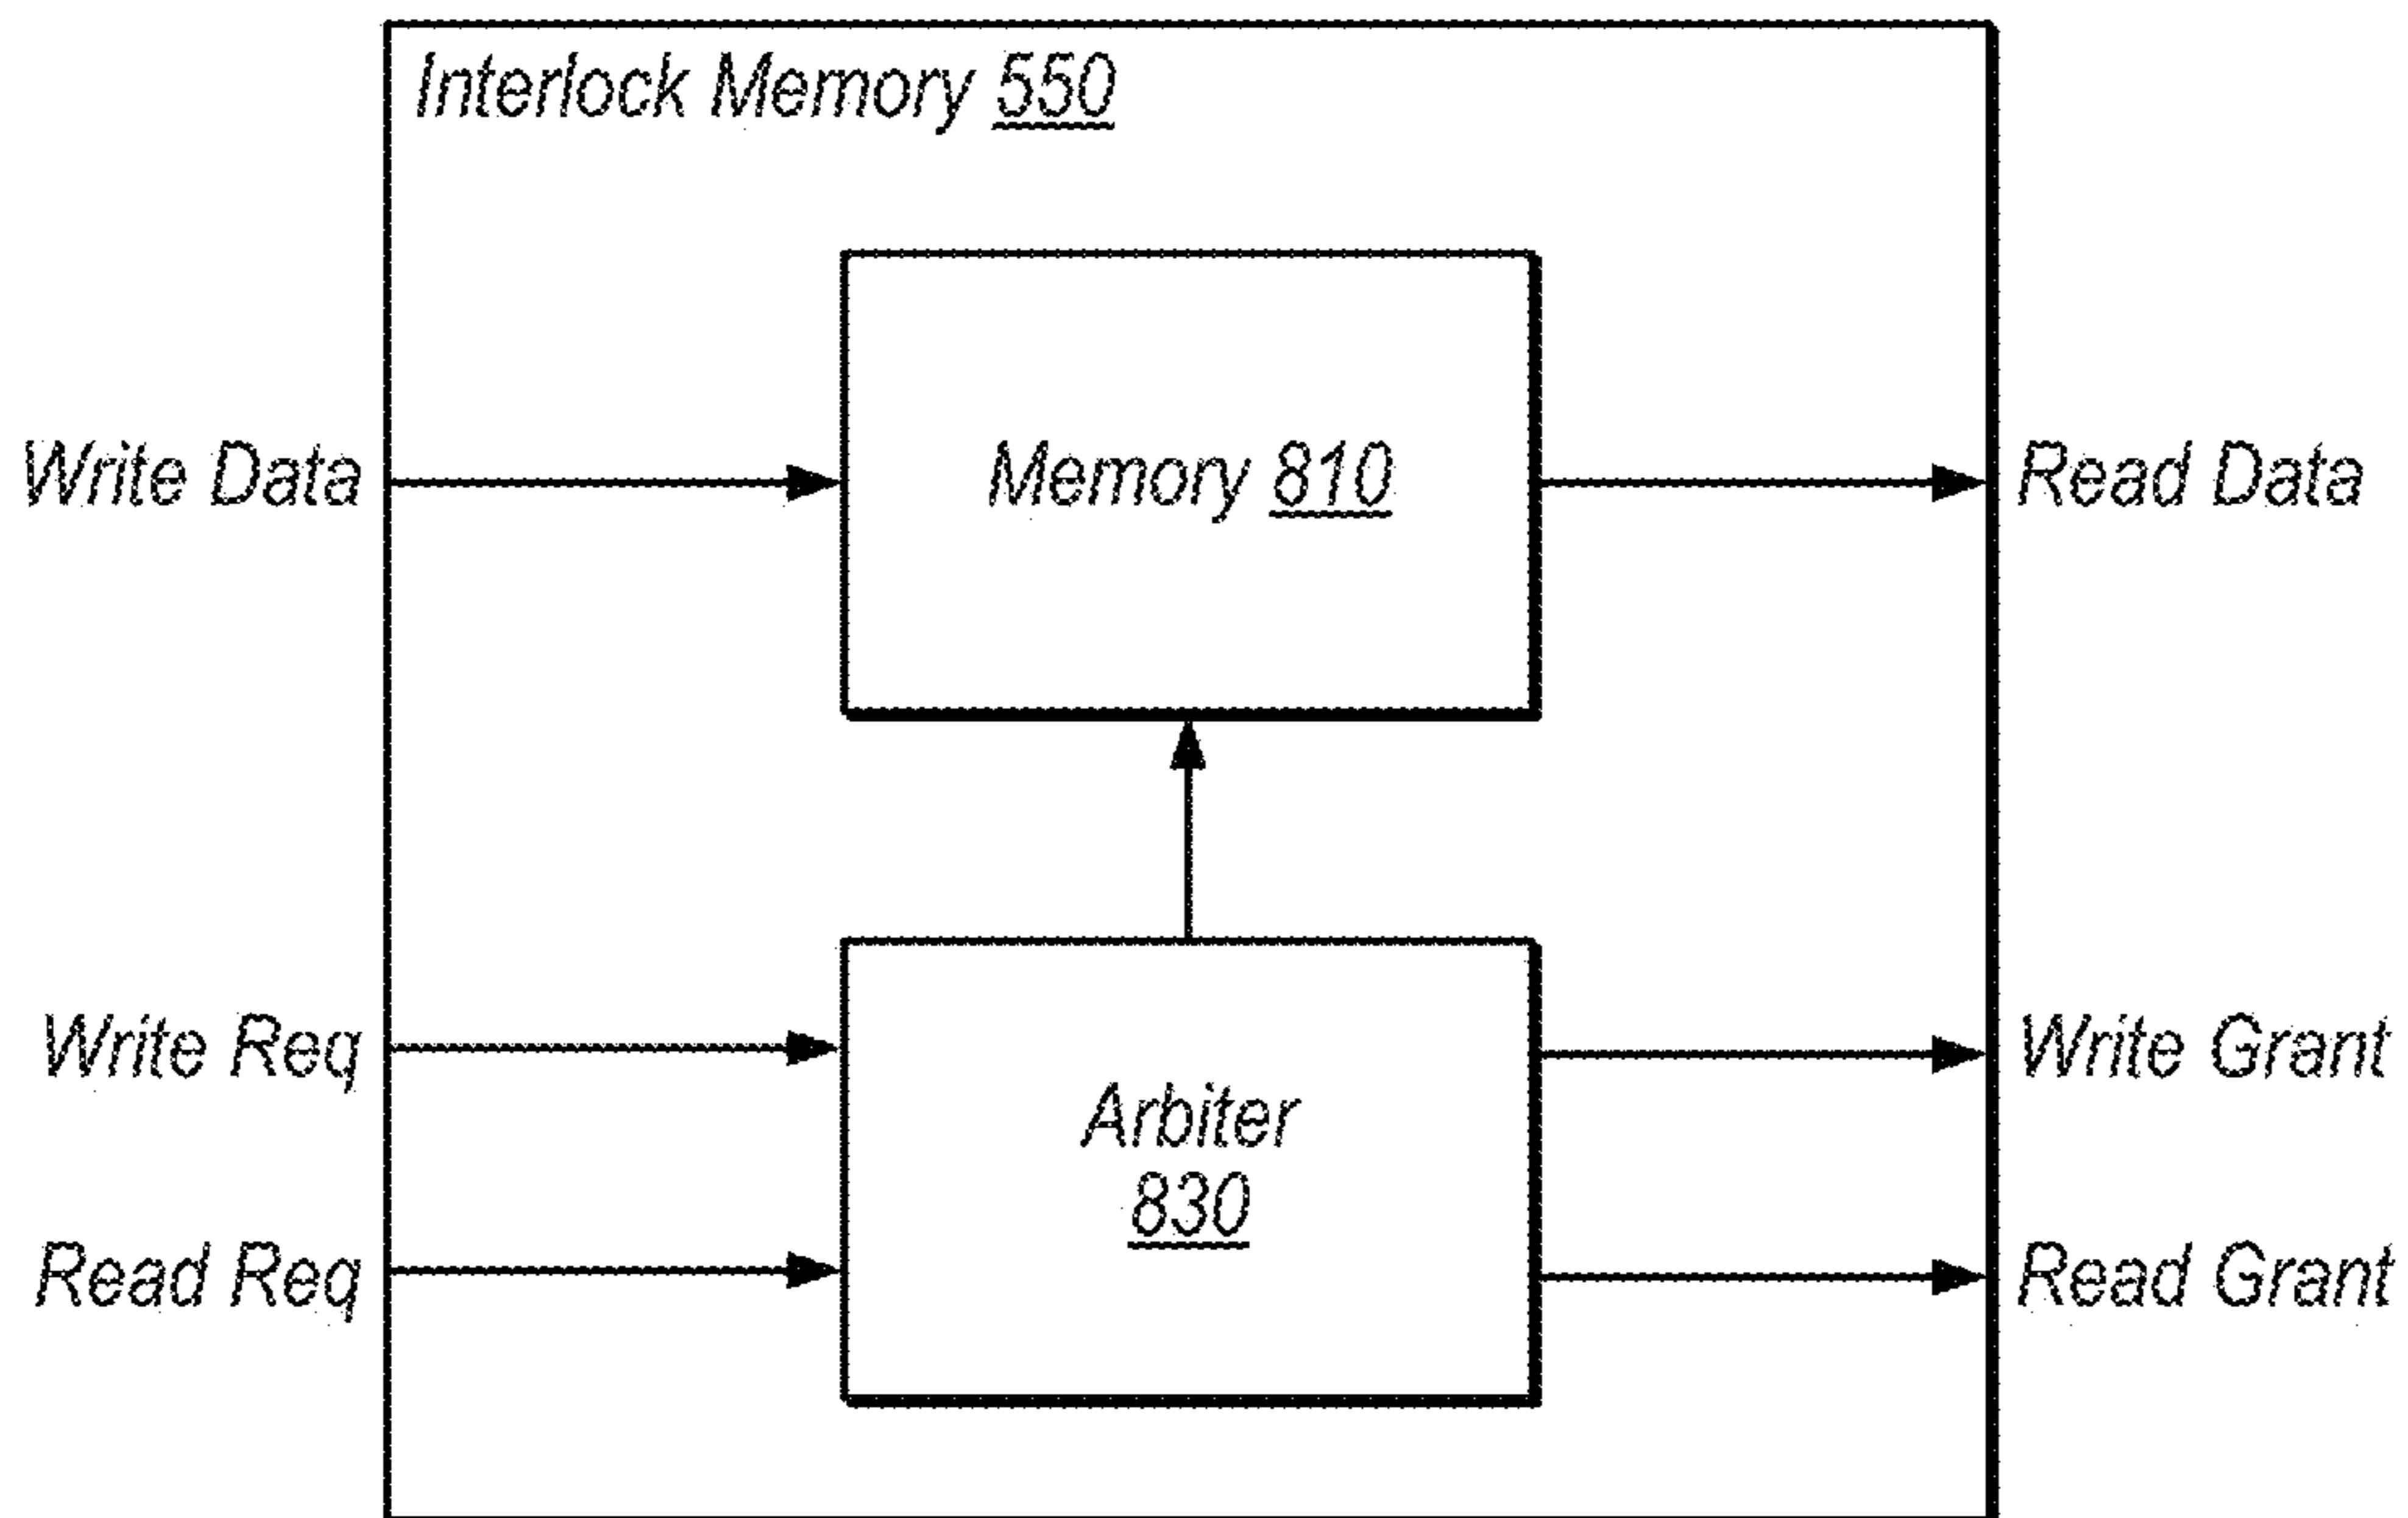 Interlock Memory 550
Write Data
Memory 810
Read Data
Write Req
Write Grant
Arbiter
830
Read Req
Read Grant